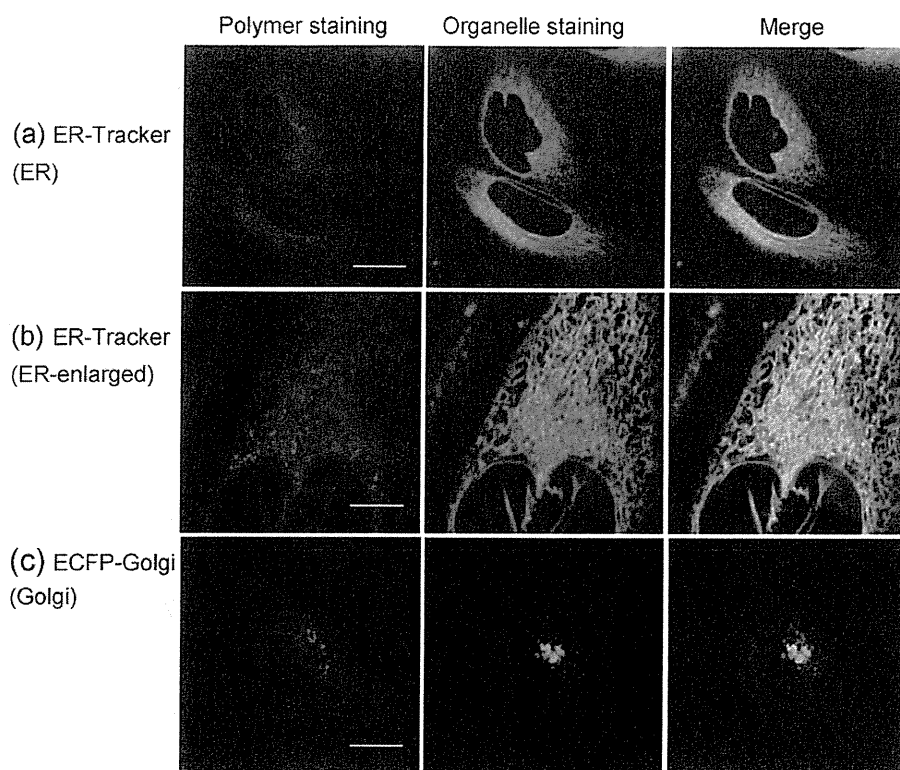 Polymer staining Organelle staining Merge
(a) ER-Tracker
(ER)
(b) ER-Tracker
(ER-enlarged)
(c) ECFP-Golgi
(Golgi)